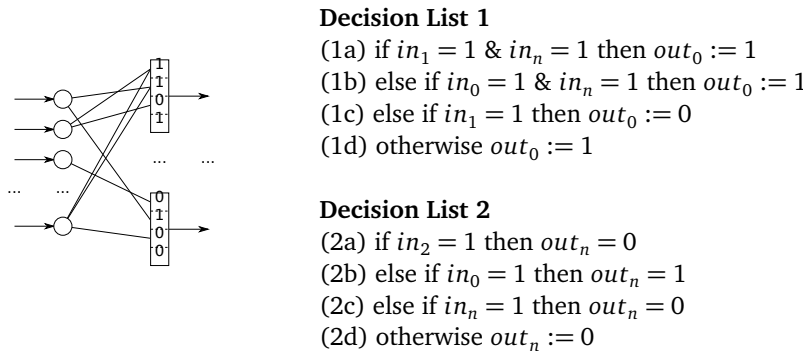 1
1
0
1
... ...
... ...
0
1
0
0
Decision List 1
(1a) if in₁ = 1 & inₙ = 1 then out₀ := 1
(1b) else if in₀ = 1 & inₙ = 1 then out₀ := 1
(1c) else if in₁ = 1 then out₀ := 0
(1d) otherwise out₀ := 1
Decision List 2
(2a) if in₂ = 1 then outₙ = 0
(2b) else if in₀ = 1 then outₙ = 1
(2c) else if inₙ = 1 then outₙ = 0
(2d) otherwise outₙ := 0